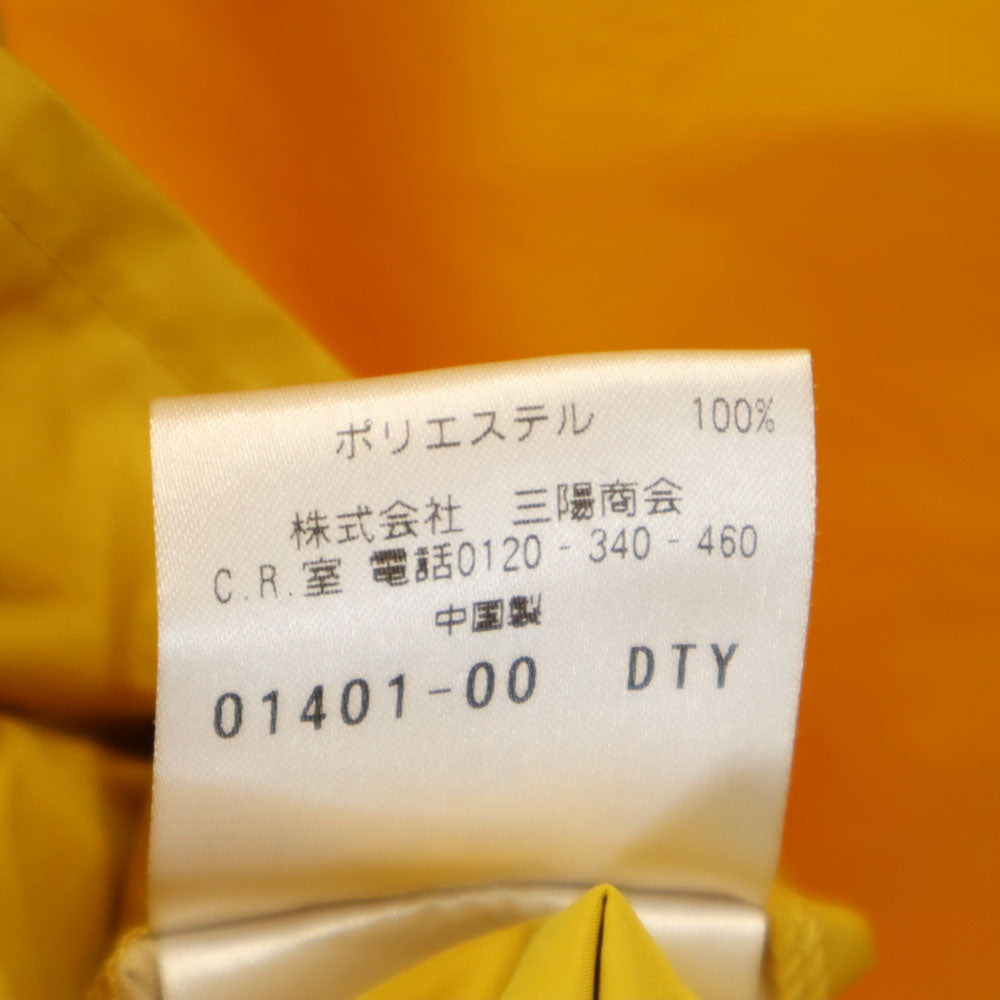 ポリエステル 100%
株式会社 三陽商会
C.R.室 電話0120-340-460
中国製
01401-00 DTY